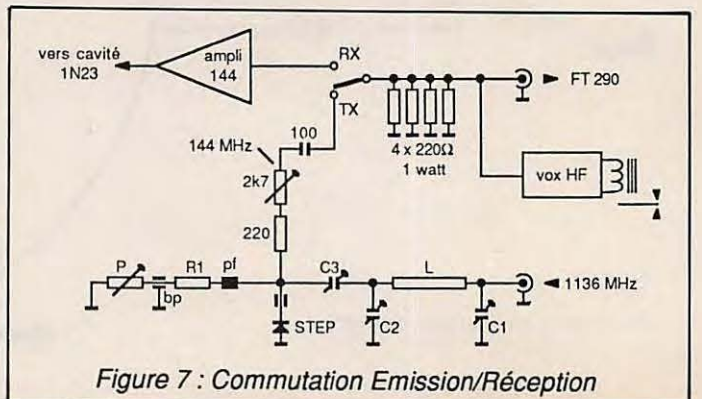 vers cavité
1N23
ampli
144
RX
TX
FT 290
4 x 220Ω
1 watt
vox HF
100
144 MHz
2k7
220
P
bp
R1
pf
C3
L
1136 MHz
STEP
C2
C1
Figure 7 : Commutation Emission/Réception